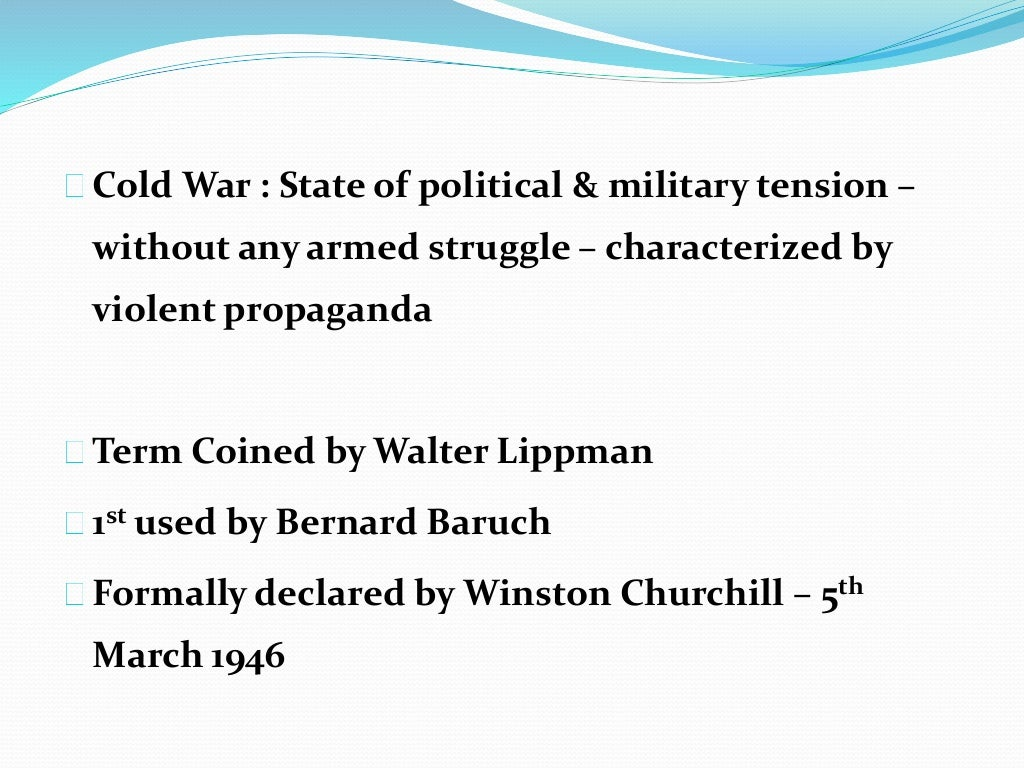 Cold War : State of political & military tension –
without any armed struggle – characterized by
violent propaganda
Term Coined by Walter Lippman
1st used by Bernard Baruch
Formally declared by Winston Churchill – 5th
March 1946